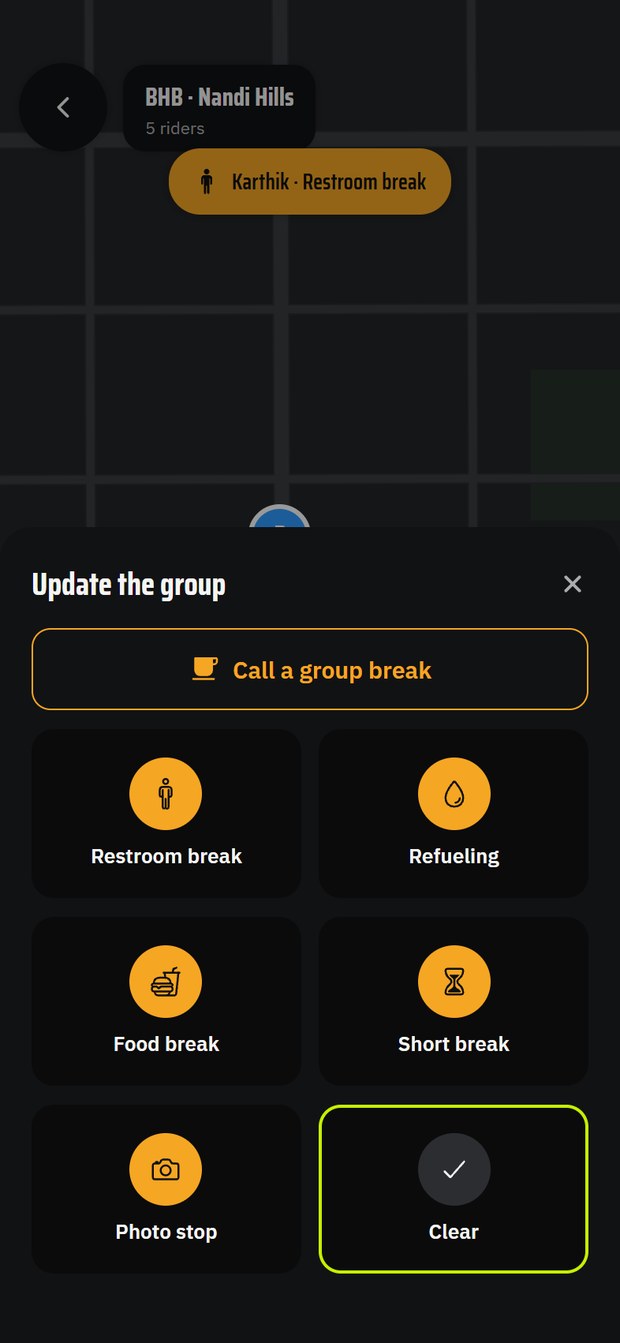 BHB · Nandi Hills
5 riders
Karthik · Restroom break
Update the group
Call a group break
Restroom break
Refueling
Food break
Short break
Photo stop
Clear